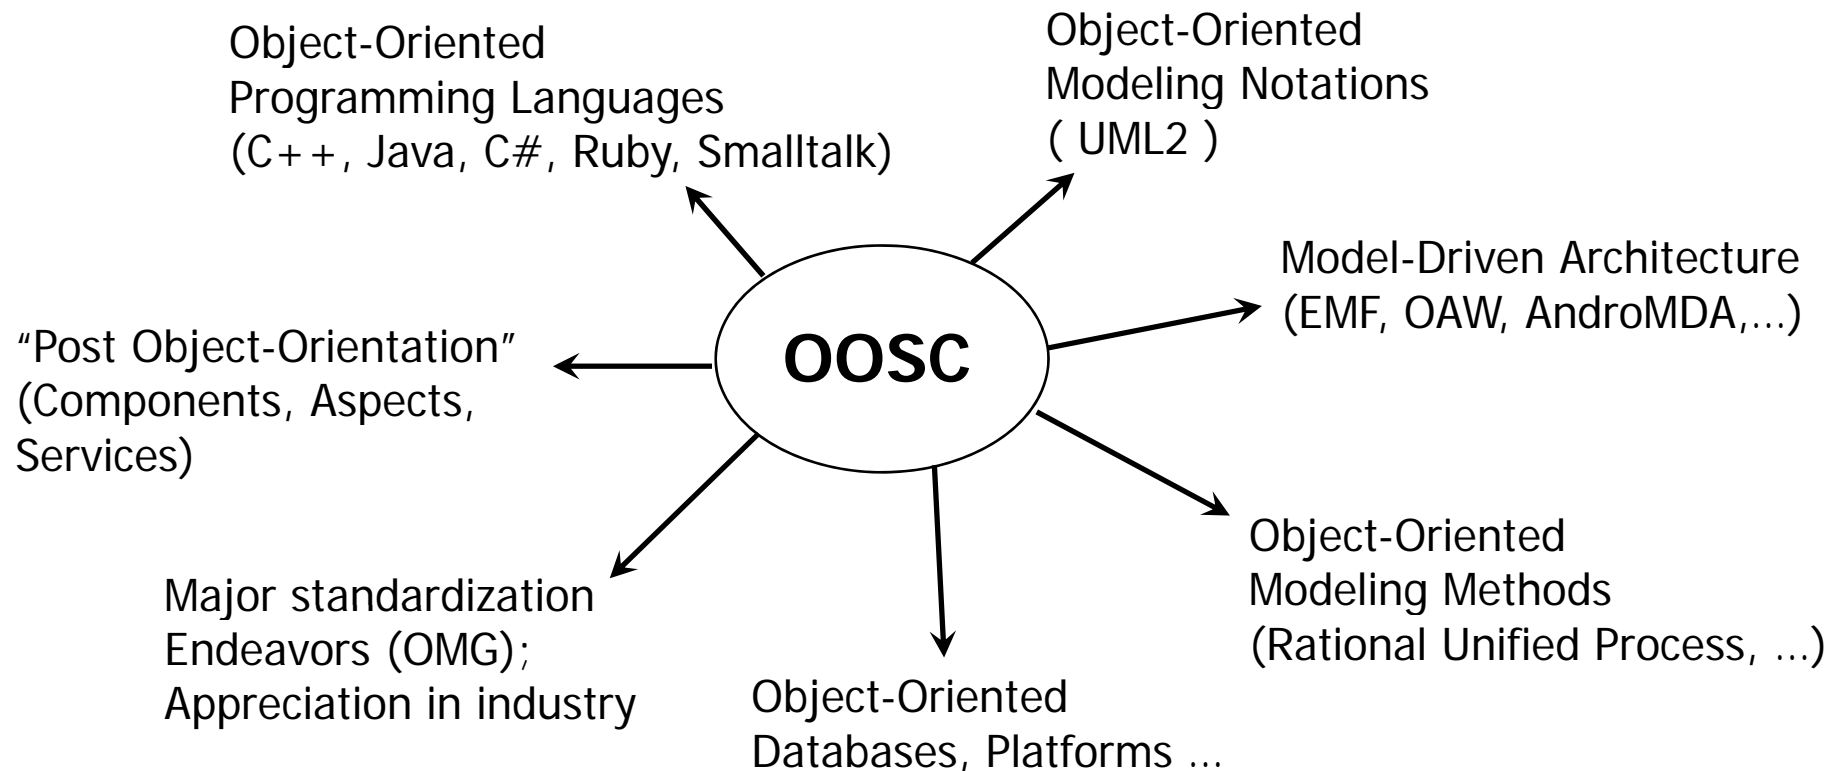 Object-Oriented
Programming Languages
(C++, Java, C#, Ruby, Smalltalk)
Object-Oriented
Modeling Notations
( UML2 )
Model-Driven Architecture
(EMF, OAW, AndroMDA,...)
OOSC
“Post Object-Orientation”
(Components, Aspects,
Services)
Object-Oriented
Modeling Methods
(Rational Unified Process, ...)
Major standardization
Endeavors (OMG);
Appreciation in industry
Object-Oriented
Databases, Platforms ...